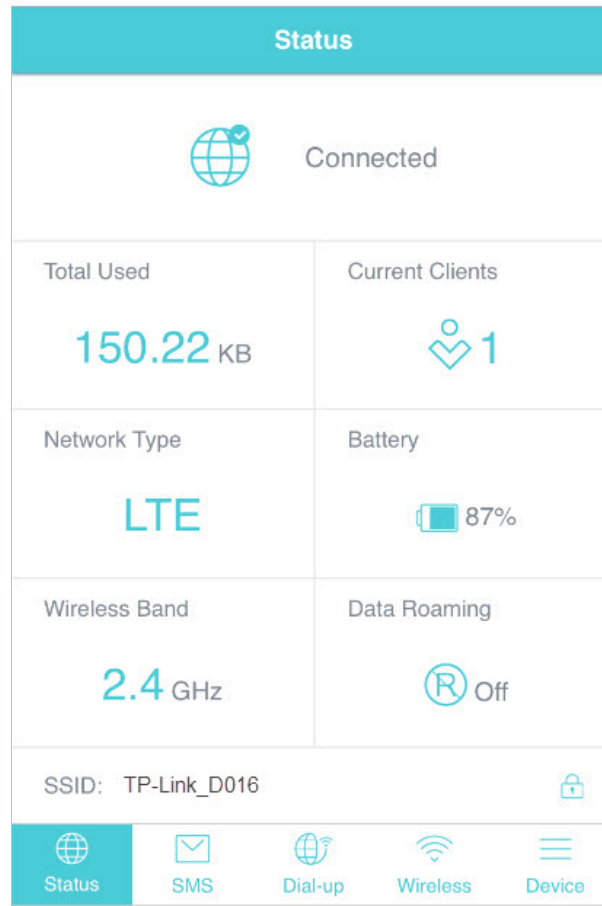 Status
Connected
Total Used
Current Clients
150.22 KB
1
Network Type
Battery
LTE
87%
Wireless Band
Data Roaming
2.4 GHz
R Off
SSID: TP-Link_D016
Status SMS Dial-up Wireless Device